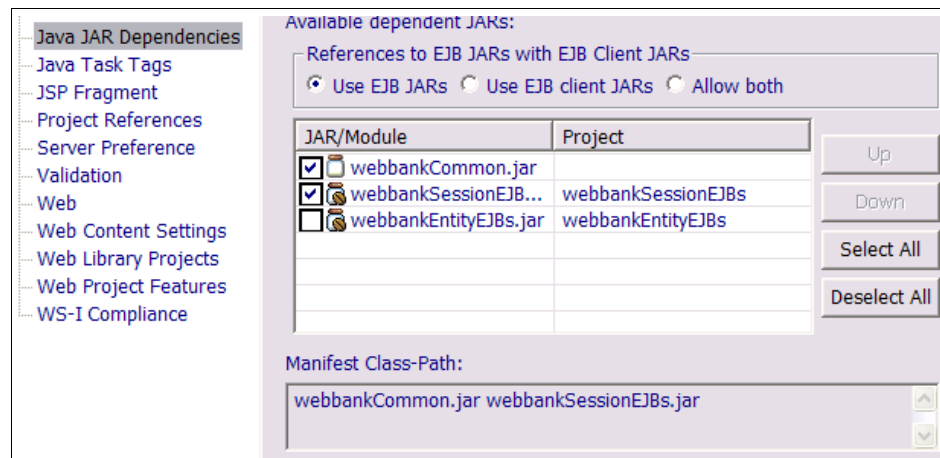 Java JAR Dependencies
Java Task Tags
JSP Fragment
Project References
Server Preference
Validation
Web
Web Content Settings
Web Library Projects
Web Project Features
WS-I Compliance
Available dependent JARs:
References to EJB JARs with EJB Client JARs
Use EJB JARs Use EJB client JARs Allow both
JAR/Module Project
webbankCommon.jar
webbankSessionEJB... webbankSessionEJBs
webbankEntityEJBs.jar webbankEntityEJBs
Up
Down
Select All
Deselect All
Manifest Class-Path:
webbankCommon.jar webbankSessionEJBs.jar